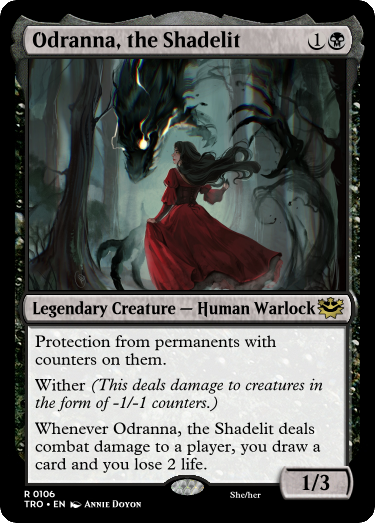 Odranna, the Shadelit 1
Legendary Creature — Human Warlock
Protection from permanents with
counters on them.
Wither (This deals damage to creatures in
the form of -1/-1 counters.)
Whenever Odranna, the Shadelit deals
combat damage to a player, you draw a
card and you lose 2 life.
1/3
R 0106
TRO • EN Annie Doyon
She/her